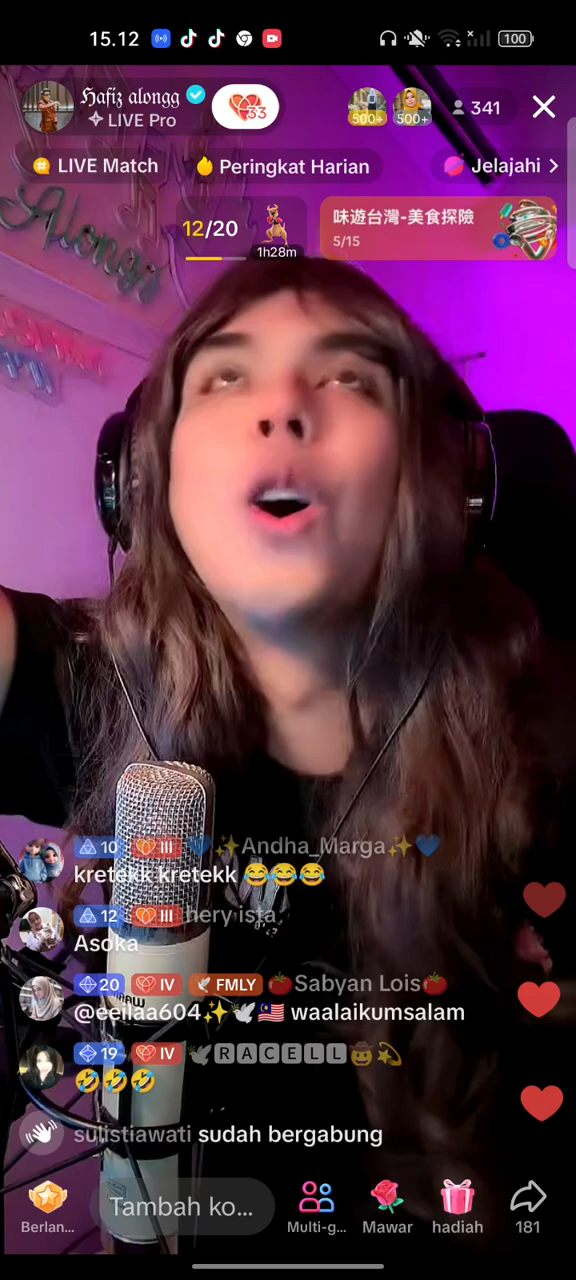 15.12
100
Hafiz alongg
LIVE Pro
33
500+
500+
341
LIVE Match
Peringkat Harian
Jelajahi
Alongg
12/20
1h28m
味遊台灣-美食探險
5/15
10 III 💙✨Andha_Marga✨💙
kretekk kretekk 😂😂😂
12 III hery ista
Asoka
20 IV FMLY 🍅Sabyan Lois🍅
@eeilaa604✨🕊️🇲🇾 waalaikumsalam
19 IV 🕊️🆁🅰🅲🅴🅻🅻🤠💫
🤣🤣🤣
sulistiawati sudah bergabung
Berlan...
Tambah ko...
Multi-g...
Mawar
hadiah
181